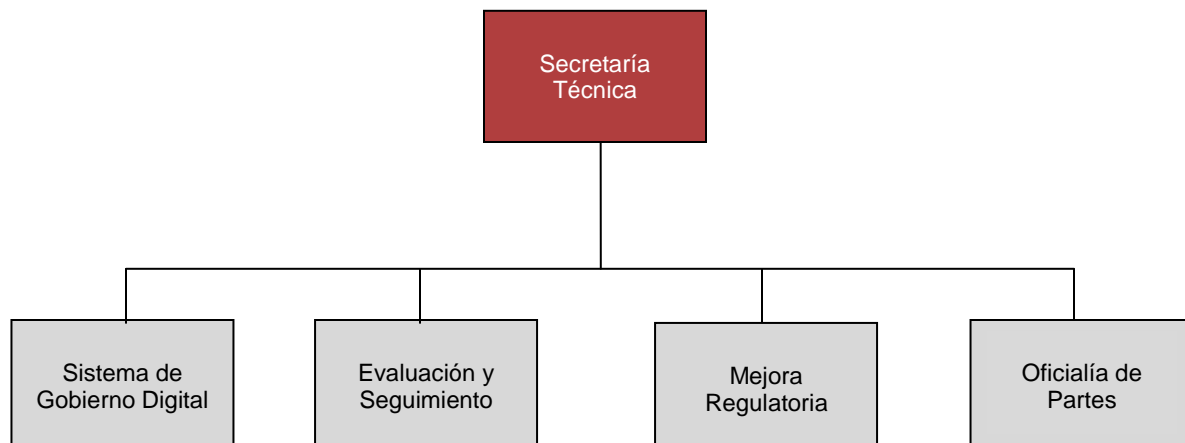 Secretaría
Técnica
Sistema de
Gobierno Digital
Evaluación y
Seguimiento
Mejora
Regulatoria
Oficialía de
Partes